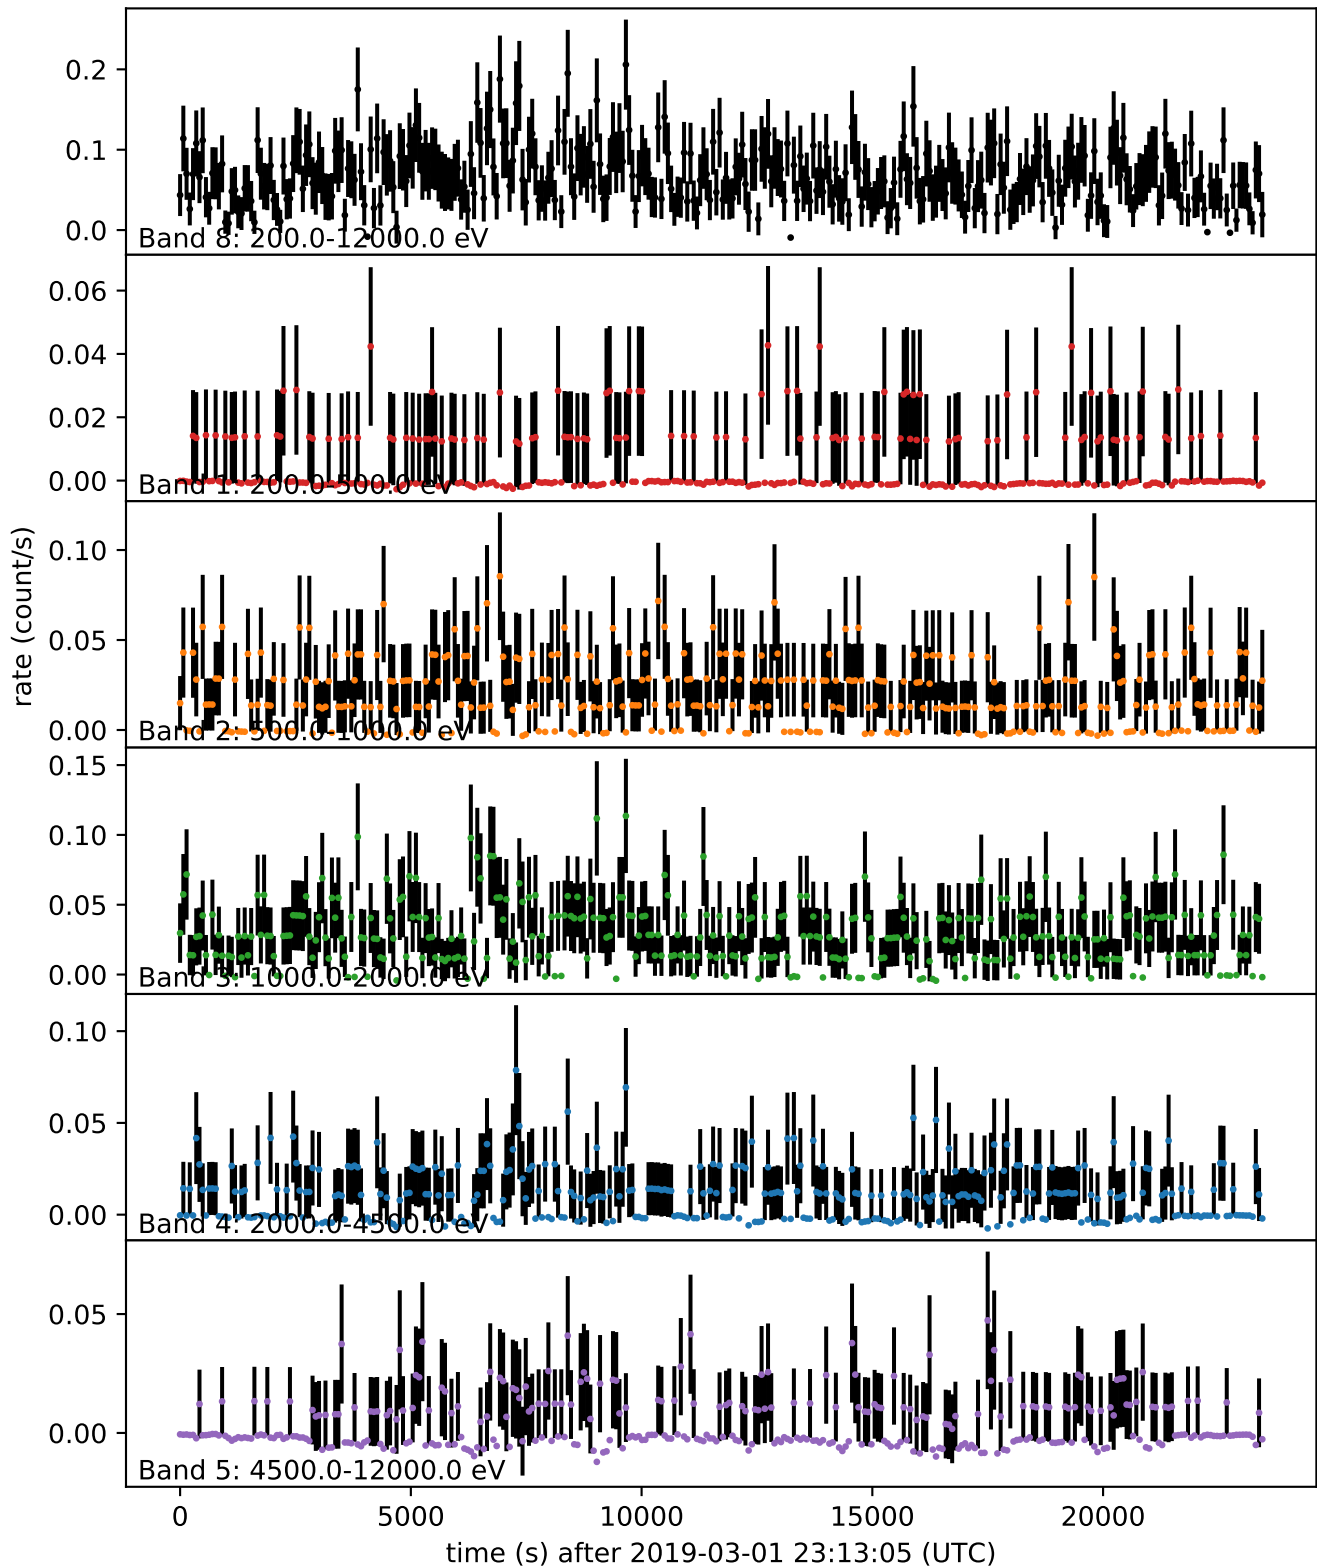 0.2
0.1
0.0
Band 8: 200.0-12000.0 eV
0.06
0.04
0.02
0.00
Band 1: 200.0-500.0 eV
rate (count/s)
0.10
0.05
0.00
Band 2: 500.0-1000.0 eV
0.15
0.10
0.05
0.00
Band 3: 1000.0-2000.0 eV
0.10
0.05
0.00
Band 4: 2000.0-4500.0 eV
0.05
0.00
Band 5: 4500.0-12000.0 eV
0 5000 10000 15000 20000
time (s) after 2019-03-01 23:13:05 (UTC)